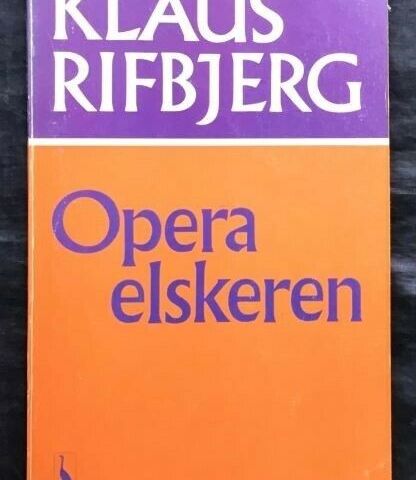 KLAUS
RIFBJERG
Opera
elskeren